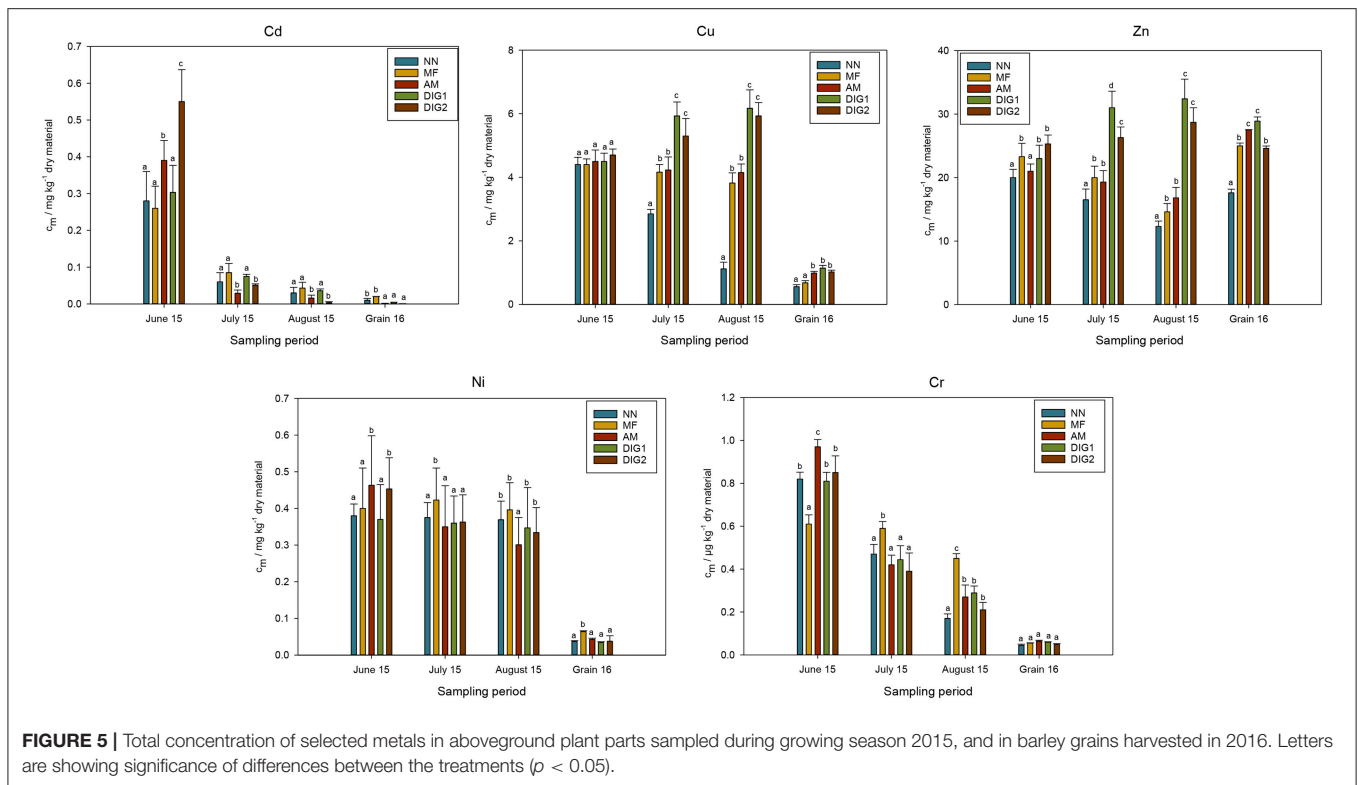 Cd
0.7
0.6
0.5
0.4
0.3
0.2
0.1
0.0
c_m / mg kg⁻¹ dry material
NN
MF
AM
DIG1
DIG2
a a b a c
a a b a b
a a b a b
b b a a a
June 15 July 15 August 15 Grain 16
Sampling period
Cu
8
6
4
2
0
c_m / mg kg⁻¹ dry material
NN
MF
AM
DIG1
DIG2
a a a a a
a b b c c
a b b c c
a a b b b
June 15 July 15 August 15 Grain 16
Sampling period
Zn
40
30
20
10
0
c_m / mg kg⁻¹ dry material
NN
MF
AM
DIG1
DIG2
a b a b b
a a b d c
a b b c c
a b c c b
June 15 July 15 August 15 Grain 16
Sampling period
Ni
0.7
0.6
0.5
0.4
0.3
0.2
0.1
0.0
c_m / mg kg⁻¹ dry material
NN
MF
AM
DIG1
DIG2
a a b a b
a b a a a
b b a b b
a b a a a
June 15 July 15 August 15 Grain 16
Sampling period
Cr
1.2
1.0
0.8
0.6
0.4
0.2
0.0
c_m / µg kg⁻¹ dry material
NN
MF
AM
DIG1
DIG2
b a c b b
a b a a a
a c b b b
a a a a a
June 15 July 15 August 15 Grain 16
Sampling period
FIGURE 5 | Total concentration of selected metals in aboveground plant parts sampled during growing season 2015, and in barley grains harvested in 2016. Letters
are showing significance of differences between the treatments (p < 0.05).